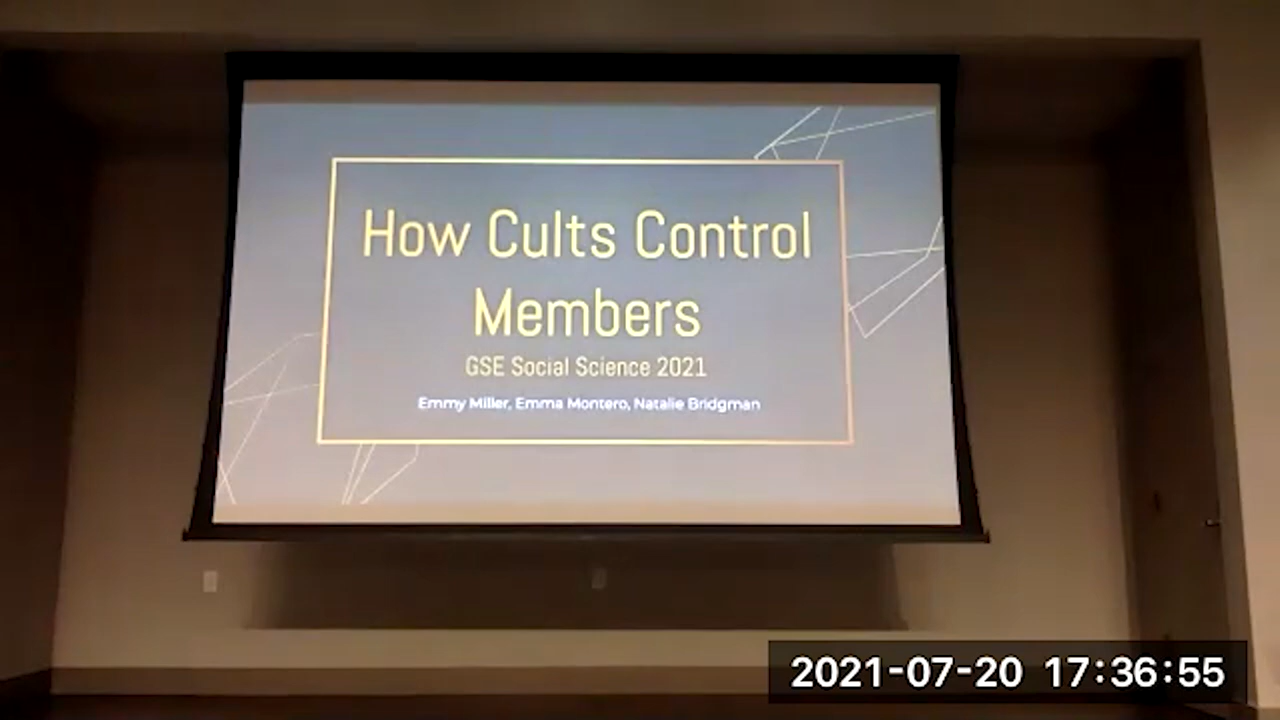 How Cults Control
Members
GSE Social Science 2021
Emmy Miller, Emma Montero, Natalie Bridgman
2021-07-20 17:36:55